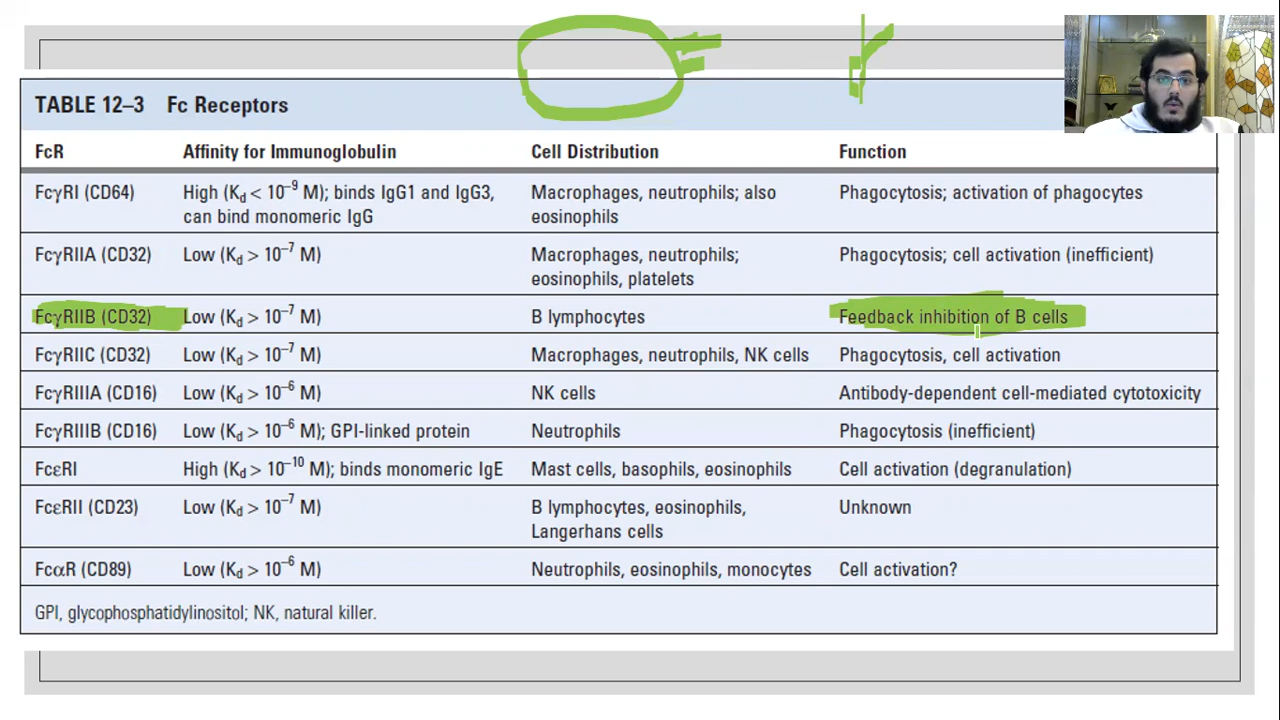 TABLE 12–3 Fc Receptors
FcR Affinity for Immunoglobulin Cell Distribution Function
FcγRI (CD64) High (Kd < 10⁻⁹ M); binds IgG1 and IgG3, Macrophages, neutrophils; also Phagocytosis; activation of phagocytes
can bind monomeric IgG eosinophils
FcγRIIA (CD32) Low (Kd > 10⁻⁷ M) Macrophages, neutrophils; Phagocytosis; cell activation (inefficient)
eosinophils, platelets
FcγRIIB (CD32) Low (Kd > 10⁻⁷ M) B lymphocytes Feedback inhibition of B cells
FcγRIIC (CD32) Low (Kd > 10⁻⁷ M) Macrophages, neutrophils, NK cells Phagocytosis, cell activation
FcγRIIIA (CD16) Low (Kd > 10⁻⁶ M) NK cells Antibody-dependent cell-mediated cytotoxicity
FcγRIIIB (CD16) Low (Kd > 10⁻⁶ M); GPI-linked protein Neutrophils Phagocytosis (inefficient)
FcεRI High (Kd > 10⁻¹⁰ M); binds monomeric IgE Mast cells, basophils, eosinophils Cell activation (degranulation)
FcεRII (CD23) Low (Kd > 10⁻⁷ M) B lymphocytes, eosinophils, Unknown
Langerhans cells
FcαR (CD89) Low (Kd > 10⁻⁶ M) Neutrophils, eosinophils, monocytes Cell activation?
GPI, glycophosphatidylinositol; NK, natural killer.